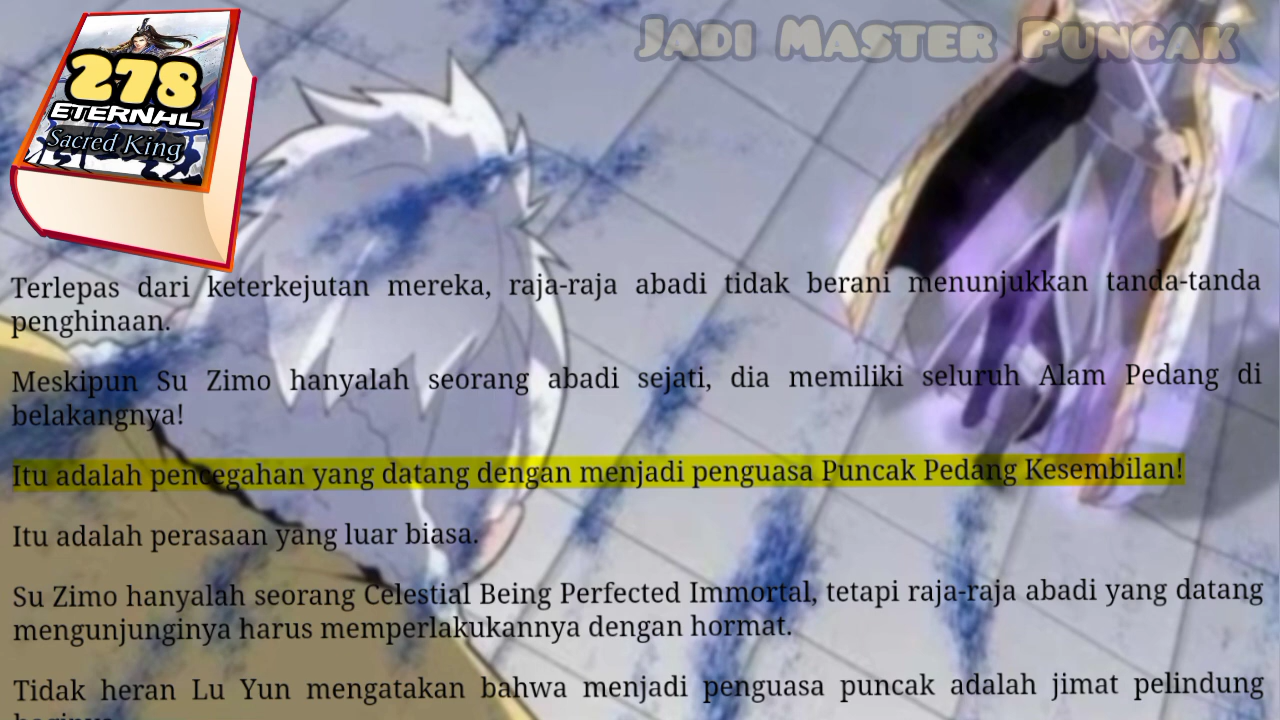 278
ETERNAL
Sacred King
Jadi Master Puncak
Terlepas dari keterkejutan mereka, raja-raja abadi tidak berani menunjukkan tanda-tanda
penghinaan.
Meskipun Su Zimo hanyalah seorang abadi sejati, dia memiliki seluruh Alam Pedang di
belakangnya!
Itu adalah pencegahan yang datang dengan menjadi penguasa Puncak Pedang Kesembilan!
Itu adalah perasaan yang luar biasa.
Su Zimo hanyalah seorang Celestial Being Perfected Immortal, tetapi raja-raja abadi yang datang
mengunjunginya harus memperlakukannya dengan hormat.
Tidak heran Lu Yun mengatakan bahwa menjadi penguasa puncak adalah jimat pelindung